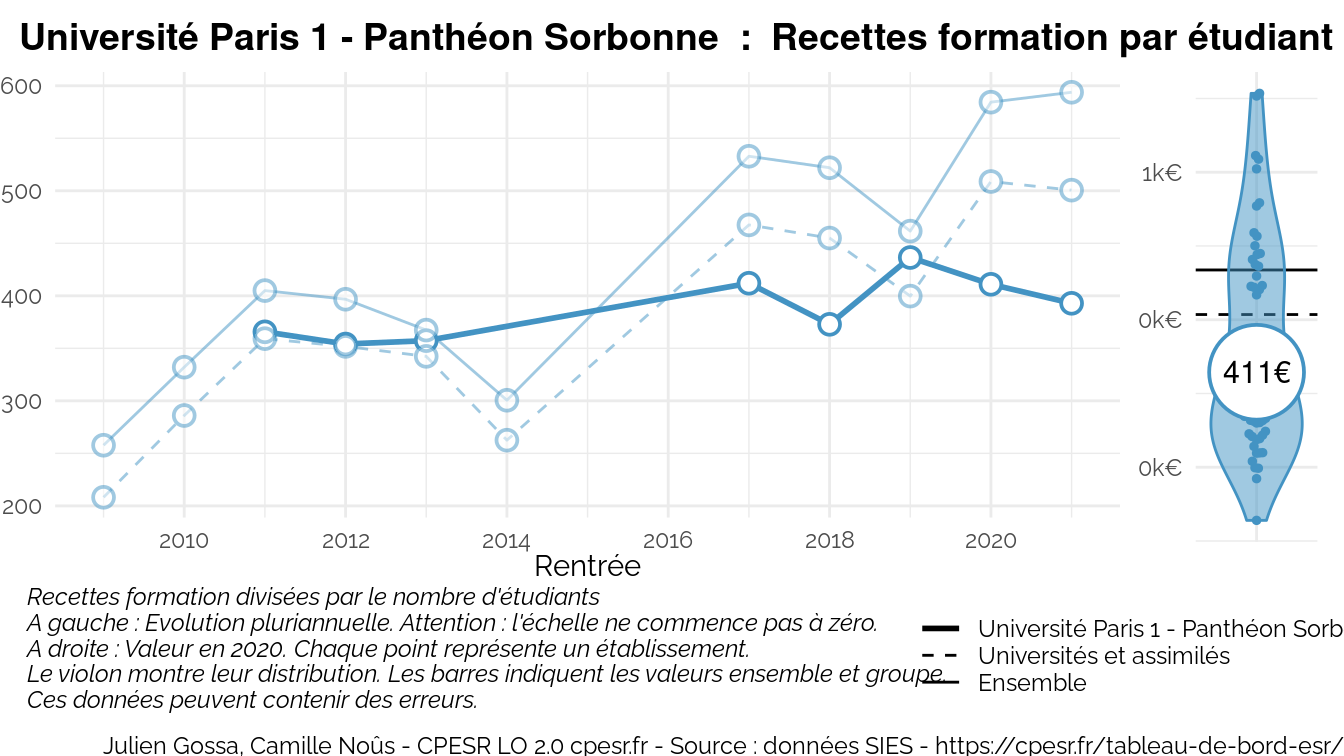 Université Paris 1 - Panthéon Sorbonne : Recettes formation par étudiant
600
500
400
300
200
2010 2012 2014 2016 2018 2020
Rentrée
1k€
0k€
411€
0k€
Recettes formation divisées par le nombre d'étudiants
A gauche : Evolution pluriannuelle. Attention : l'échelle ne commence pas à zéro.
A droite : Valeur en 2020. Chaque point représente un établissement.
Le violon montre leur distribution. Les barres indiquent les valeurs ensemble et groupe.
Ces données peuvent contenir des erreurs.
Université Paris 1 - Panthéon Sorb
Universités et assimilés
Ensemble
Julien Gossa, Camille Noûs - CPESR LO 2.0 cpesr.fr - Source : données SIES - https://cpesr.fr/tableau-de-bord-esr/